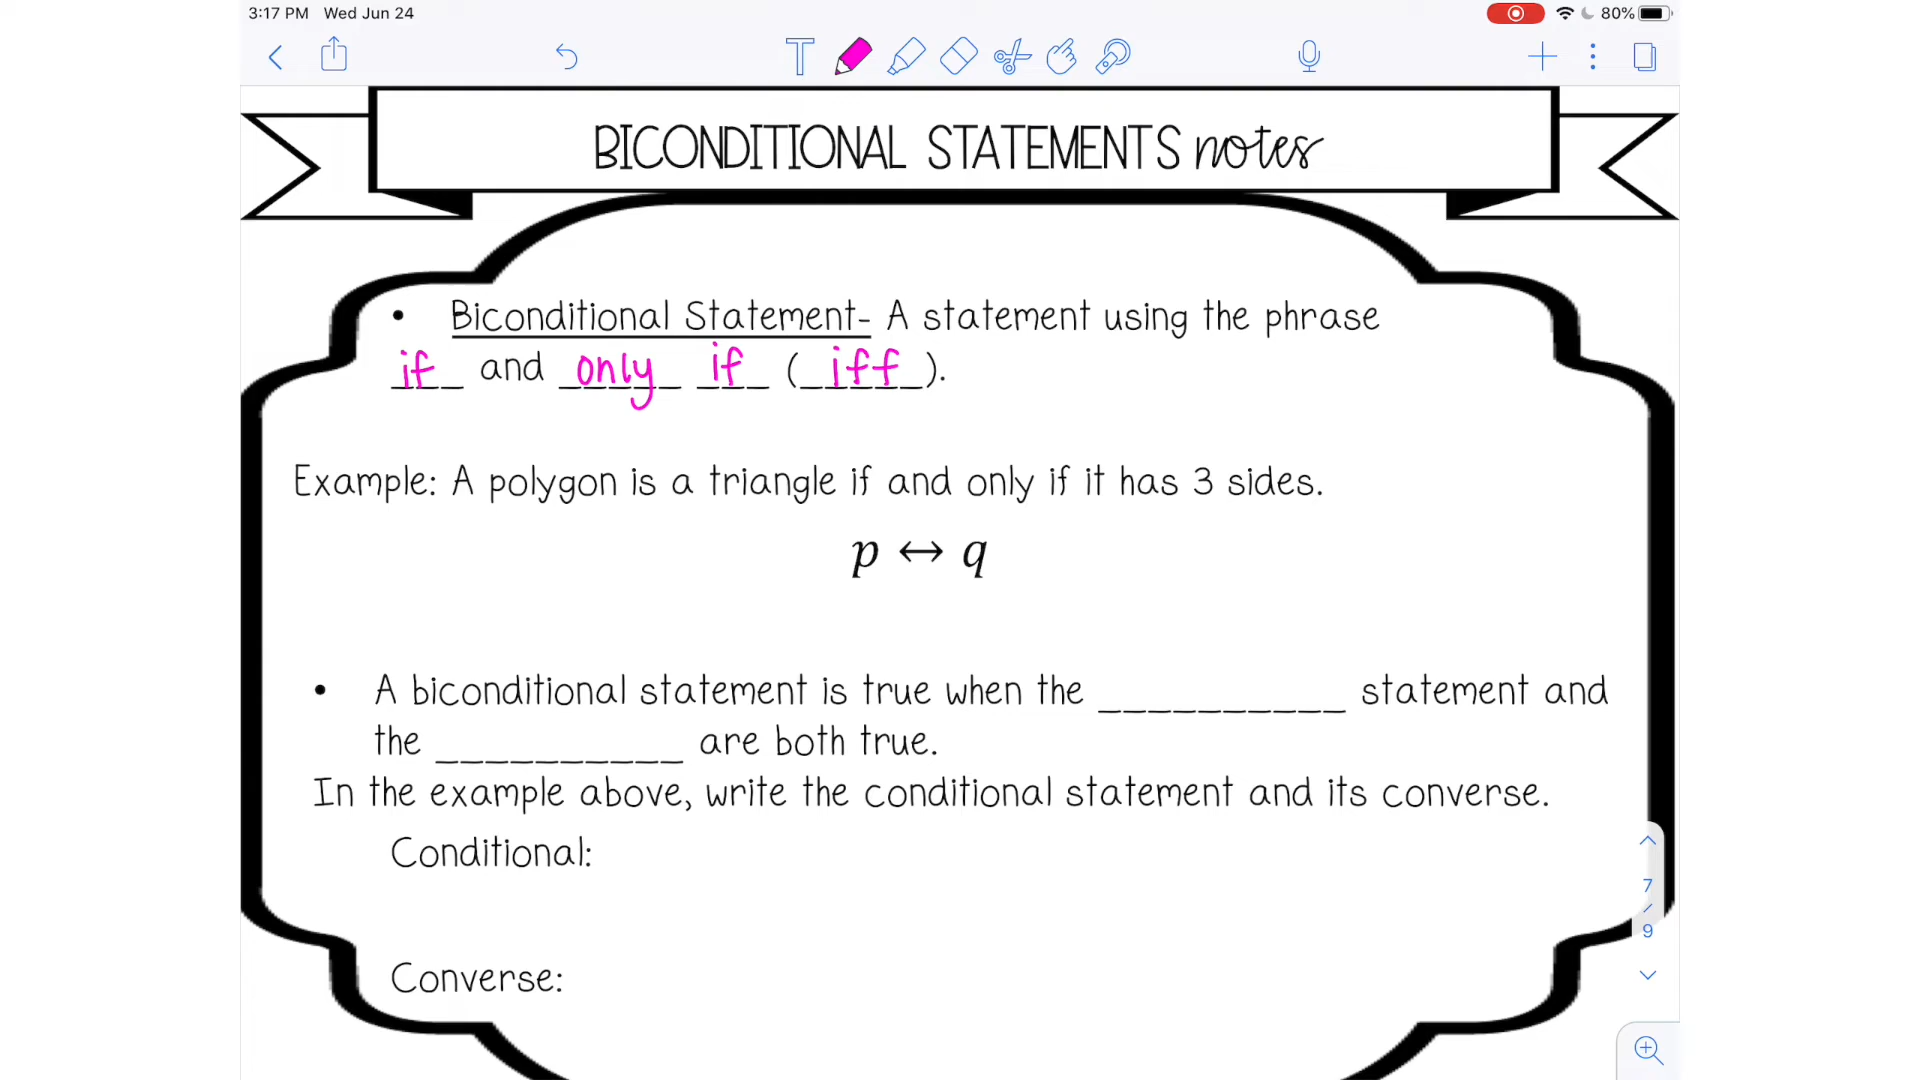 3:17 PM Wed Jun 24
80%
T
BICONDITIONAL STATEMENTS notes
• Biconditional Statement- A statement using the phrase
if and only if (iff).
Example: A polygon is a triangle if and only if it has 3 sides.
p ↔ q
• A biconditional statement is true when the __________ statement and
the __________ are both true.
In the example above, write the conditional statement and its converse.
Conditional:
7
/
9
Converse: